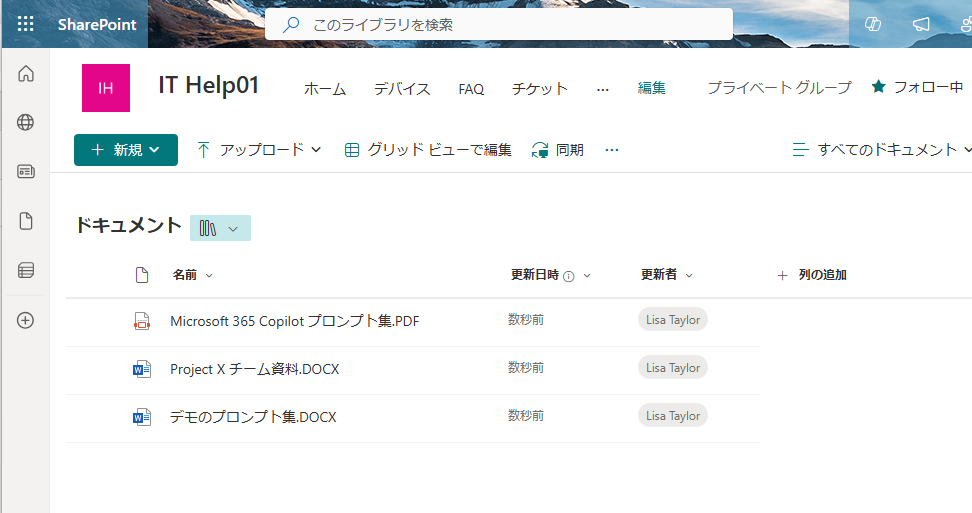 SharePoint
このライブラリを検索
IH
IT Help01
ホーム デバイス FAQ チケット ... 編集
プライベート グループ
フォロー中
新規 アップロード グリッド ビューで編集 同期 ...
すべてのドキュメント
ドキュメント
名前 更新日時 更新者 + 列の追加
Microsoft 365 Copilot プロンプト集.PDF 数秒前 Lisa Taylor
Project X チーム資料.DOCX 数秒前 Lisa Taylor
デモのプロンプト集.DOCX 数秒前 Lisa Taylor